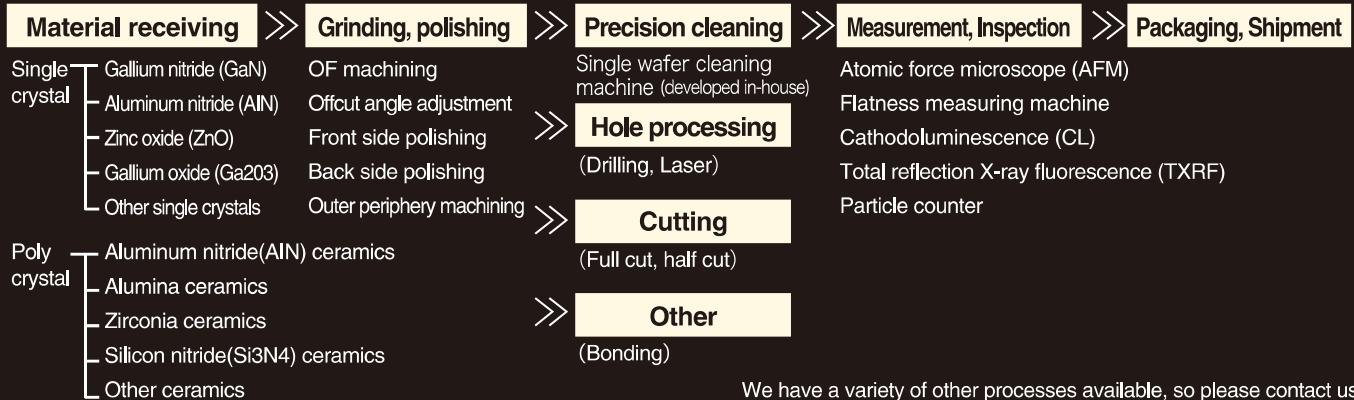 Material receiving
Single
crystal
Gallium nitride (GaN)
Aluminum nitride (AlN)
Zinc oxide (ZnO)
Gallium oxide (Ga203)
Other single crystals
Poly
crystal
Aluminum nitride(AlN) ceramics
Alumina ceramics
Zirconia ceramics
Silicon nitride(Si3N4) ceramics
Other ceramics
Grinding, polishing
OF machining
Offcut angle adjustment
Front side polishing
Back side polishing
Outer periphery machining
Precision cleaning
Single wafer cleaning
machine (developed in-house)
Hole processing
(Drilling, Laser)
Cutting
(Full cut, half cut)
Other
(Bonding)
Measurement, Inspection
Atomic force microscope (AFM)
Flatness measuring machine
Cathodoluminescence (CL)
Total reflection X-ray fluorescence (TXRF)
Particle counter
Packaging, Shipment
We have a variety of other processes available, so please contact us